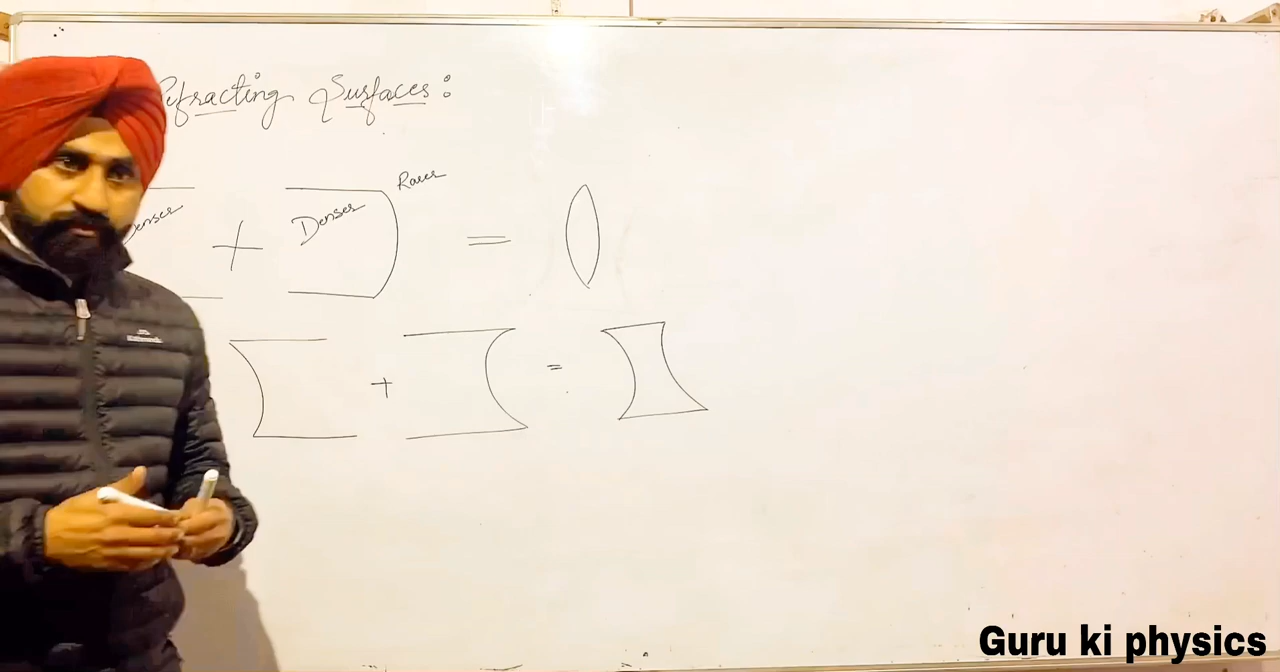 Refracting Surfaces:
Rarer
Denser + Denser =
+ =
Guru ki physics